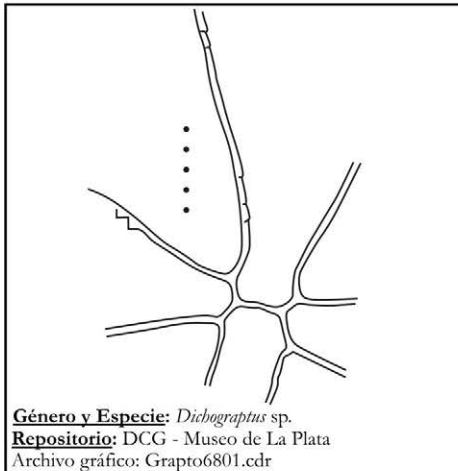 Género y Especie: Dichograptus sp.
Repositorio: DCG - Museo de La Plata
Archivo gráfico: Grapto6801.cdr